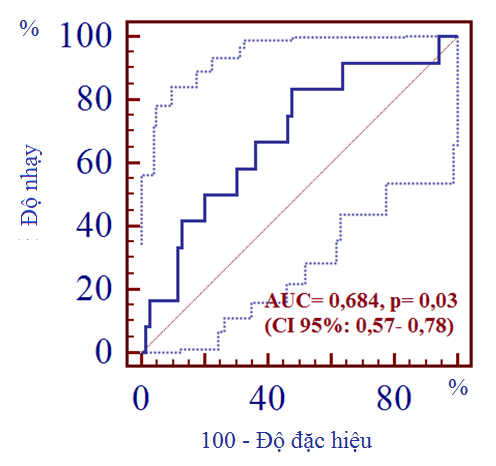 %
100
80
60
40
20
0
Độ nhạy
AUC= 0,684, p= 0,03
(CI 95%: 0,57- 0,78)
0
40
80
%
100 - Độ đặc hiệu